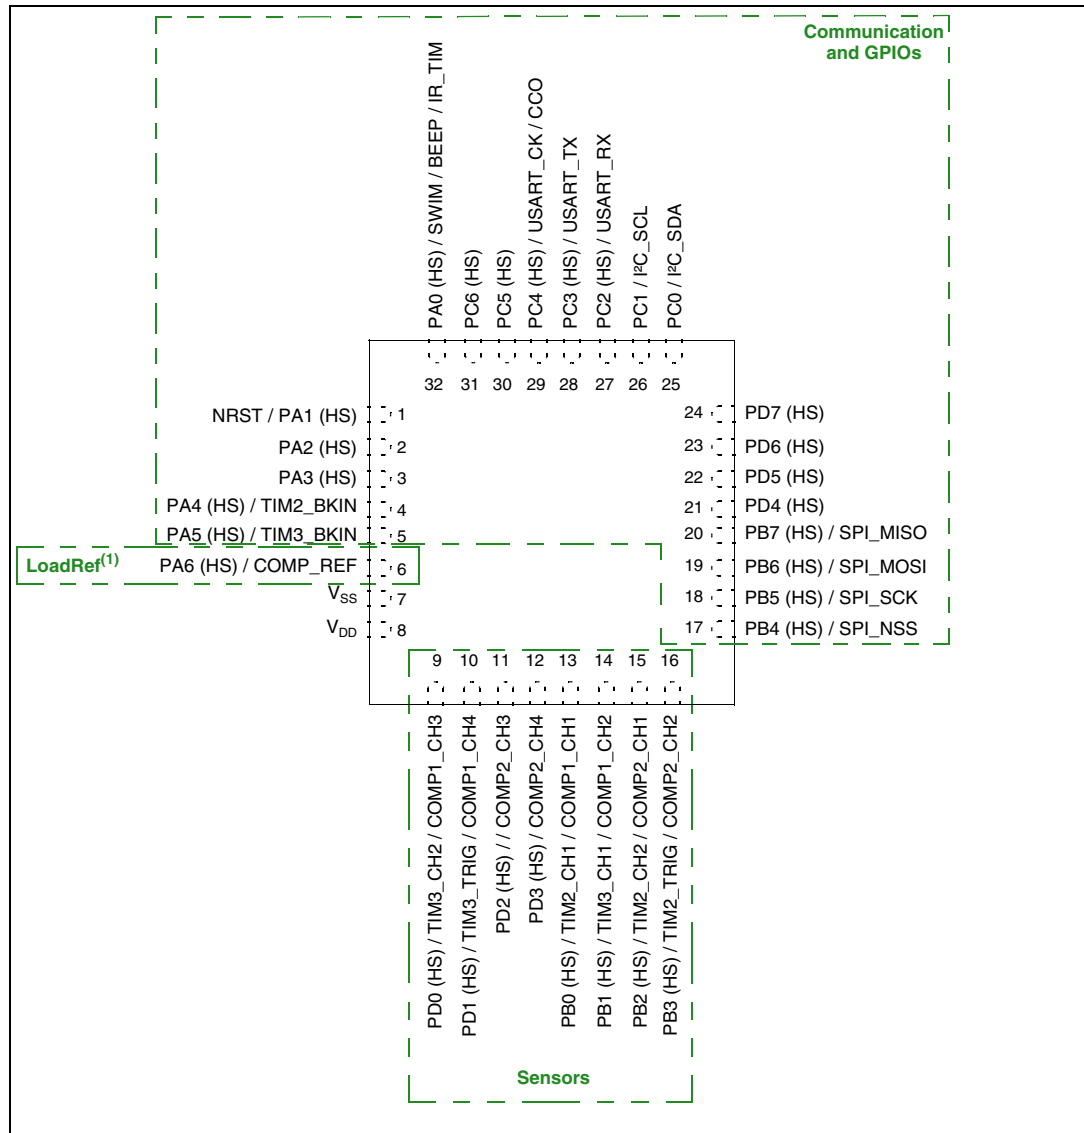 Communication
and GPIOs
PA0 (HS) / SWIM / BEEP / IR_TIM
PC6 (HS)
PC5 (HS)
PC4 (HS) / USART_CK / CCO
PC3 (HS) / USART_TX
PC2 (HS) / USART_RX
PC1 / I²C_SCL
PC0 / I²C_SDA
32 31 30 29 28 27 26 25
NRST / PA1 (HS) 1
PA2 (HS) 2
PA3 (HS) 3
PA4 (HS) / TIM2_BKIN 4
PA5 (HS) / TIM3_BKIN 5
LoadRef(1) PA6 (HS) / COMP_REF 6
VSS 7
VDD 8
24 PD7 (HS)
23 PD6 (HS)
22 PD5 (HS)
21 PD4 (HS)
20 PB7 (HS) / SPI_MISO
19 PB6 (HS) / SPI_MOSI
18 PB5 (HS) / SPI_SCK
17 PB4 (HS) / SPI_NSS
9 10 11 12 13 14 15 16
PD0 (HS) / TIM3_CH2 / COMP1_CH3
PD1 (HS) / TIM3_TRIG / COMP1_CH4
PD2 (HS) / / COMP2_CH3
PD3 (HS) / COMP2_CH4
PB0 (HS) / TIM2_CH1 / COMP1_CH1
PB1 (HS) / TIM3_CH1 / COMP1_CH2
PB2 (HS) / TIM2_CH2 / COMP2_CH1
PB3 (HS) / TIM2_TRIG / COMP2_CH2
Sensors